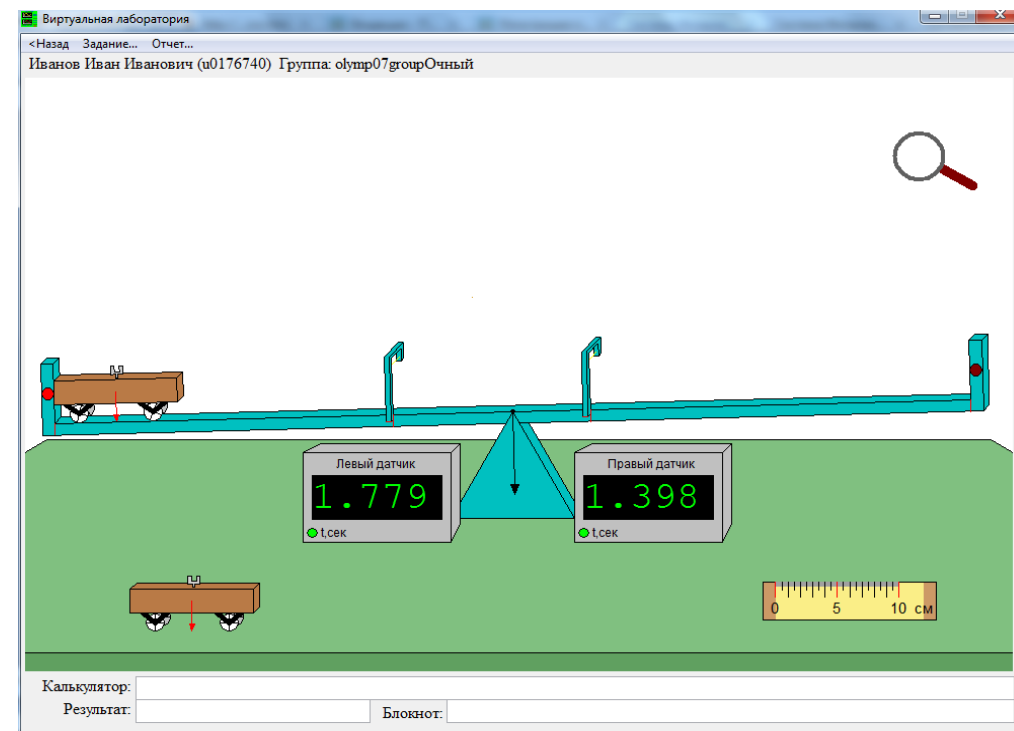 Виртуальная лаборатория
<Назад Задание... Отчет...
Иванов Иван Иванович (u0176740) Группа: olymp07groupОчный
Левый датчик
1.779
t,сек
Правый датчик
1.398
t,сек
0 5 10 см
Калькулятор:
Результат:
Блокнот: